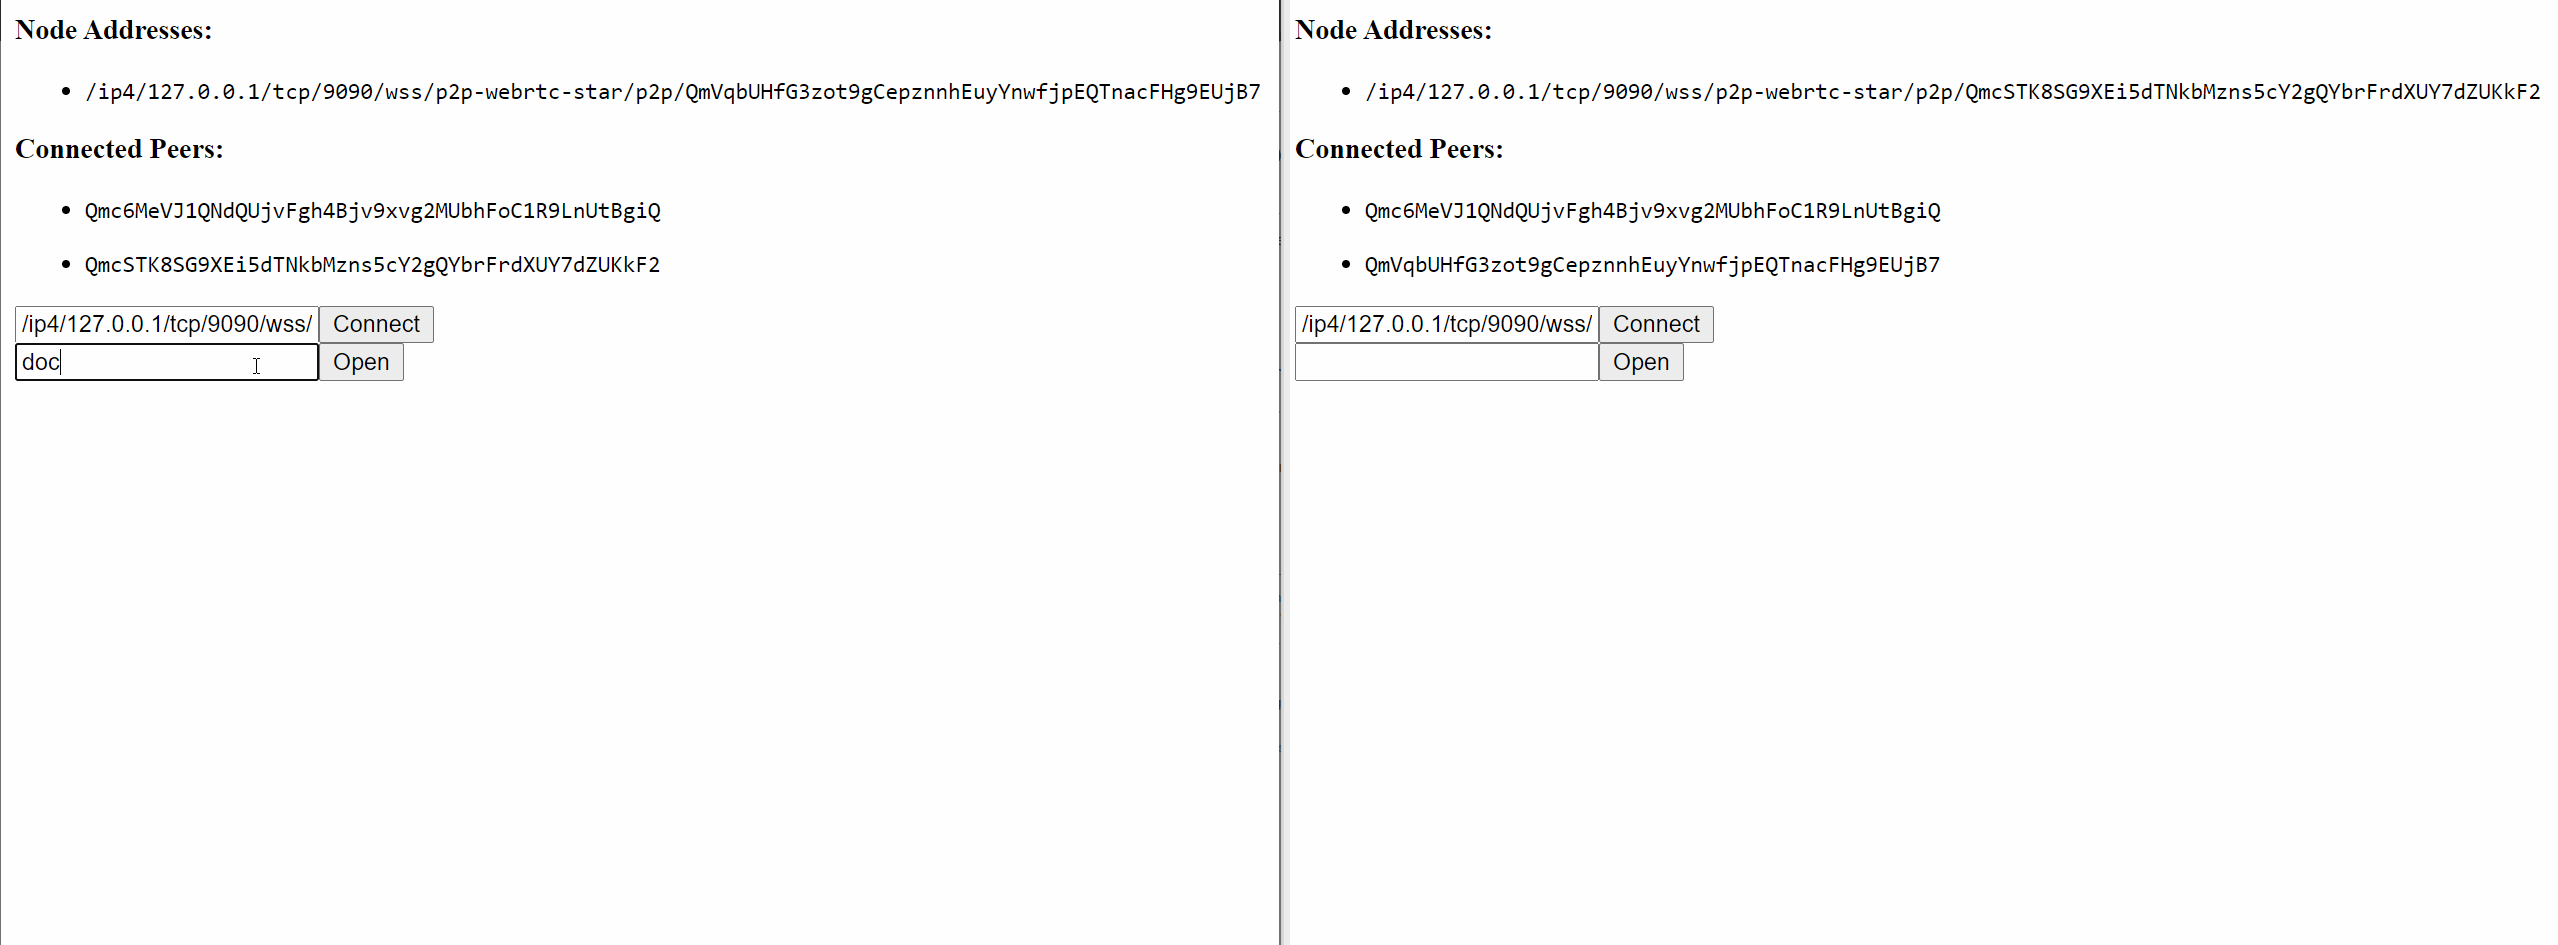 Node Addresses:
/ip4/127.0.0.1/tcp/9090/wss/p2p-webrtc-star/p2p/QmVqbUHfG3zot9gCepznnhEuyYnwfjpEQTnacFHg9EUjB7
Connected Peers:
Qmc6MeVJ1QNdQUjvFgh4Bjv9xvg2MUbhFoC1R9LnUtBgiQ
QmcSTK8SG9XEi5dTNkbMzns5cY2gQYbrFrdXUY7dZUKkF2
/ip4/127.0.0.1/tcp/9090/wss/ Connect
doc Open
Node Addresses:
/ip4/127.0.0.1/tcp/9090/wss/p2p-webrtc-star/p2p/QmcSTK8SG9XEi5dTNkbMzns5cY2gQYbrFrdXUY7dZUKkF2
Connected Peers:
Qmc6MeVJ1QNdQUjvFgh4Bjv9xvg2MUbhFoC1R9LnUtBgiQ
QmVqbUHfG3zot9gCepznnhEuyYnwfjpEQTnacFHg9EUjB7
/ip4/127.0.0.1/tcp/9090/wss/ Connect
Open